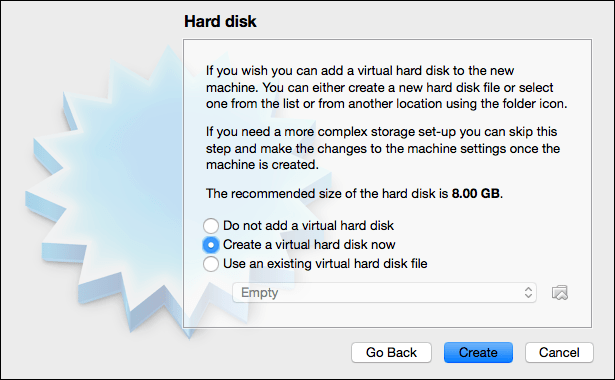 Hard disk
If you wish you can add a virtual hard disk to the new
machine. You can either create a new hard disk file or select
one from the list or from another location using the folder icon.
If you need a more complex storage set-up you can skip this
step and make the changes to the machine settings once the
machine is created.
The recommended size of the hard disk is 8.00 GB.
Do not add a virtual hard disk
Create a virtual hard disk now
Use an existing virtual hard disk file
Empty
Go Back Create Cancel